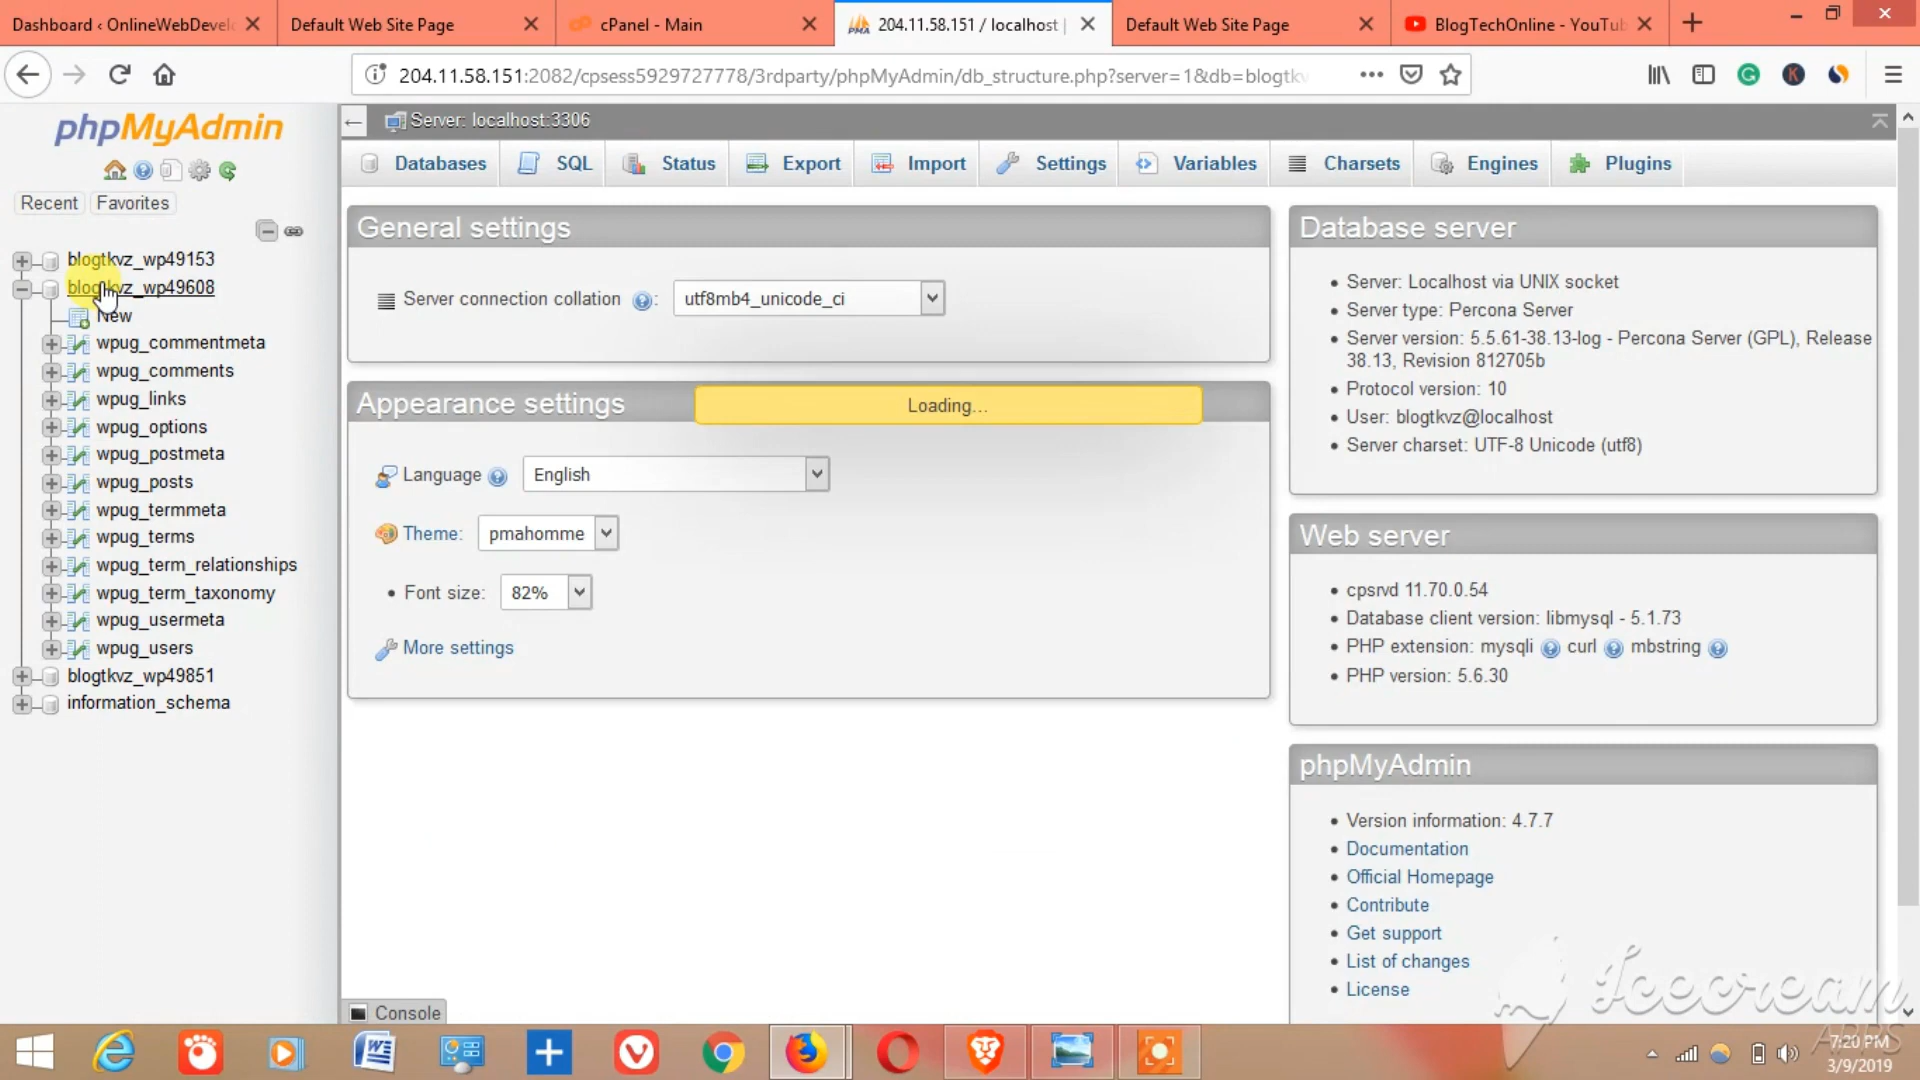 Dashboard ‹ OnlineWebDevel
Default Web Site Page
cPanel - Main
204.11.58.151 / localhost |
Default Web Site Page
BlogTechOnline - YouTub
204.11.58.151:2082/cpsess5929727778/3rdparty/phpMyAdmin/db_structure.php?server=1&db=blogtkv
phpMyAdmin
Recent
Favorites
blogtkvz_wp49153
blogtkvz_wp49608
New
wpug_commentmeta
wpug_comments
wpug_links
wpug_options
wpug_postmeta
wpug_posts
wpug_termmeta
wpug_terms
wpug_term_relationships
wpug_term_taxonomy
wpug_usermeta
wpug_users
blogtkvz_wp49851
information_schema
Server: localhost:3306
Databases
SQL
Status
Export
Import
Settings
Variables
Charsets
Engines
Plugins
General settings
Server connection collation : utf8mb4_unicode_ci
Appearance settings
Loading...
Language English
Theme: pmahomme
Font size: 82%
More settings
Database server
Server: Localhost via UNIX socket
Server type: Percona Server
Server version: 5.5.61-38.13-log - Percona Server (GPL), Release
38.13, Revision 812705b
Protocol version: 10
User: blogtkvz@localhost
Server charset: UTF-8 Unicode (utf8)
Web server
cpsrvd 11.70.0.54
Database client version: libmysql - 5.1.73
PHP extension: mysqli curl mbstring
PHP version: 5.6.30
phpMyAdmin
Version information: 4.7.7
Documentation
Official Homepage
Contribute
Get support
List of changes
License
Console
Icecream
APPS
7:20 PM
3/9/2019